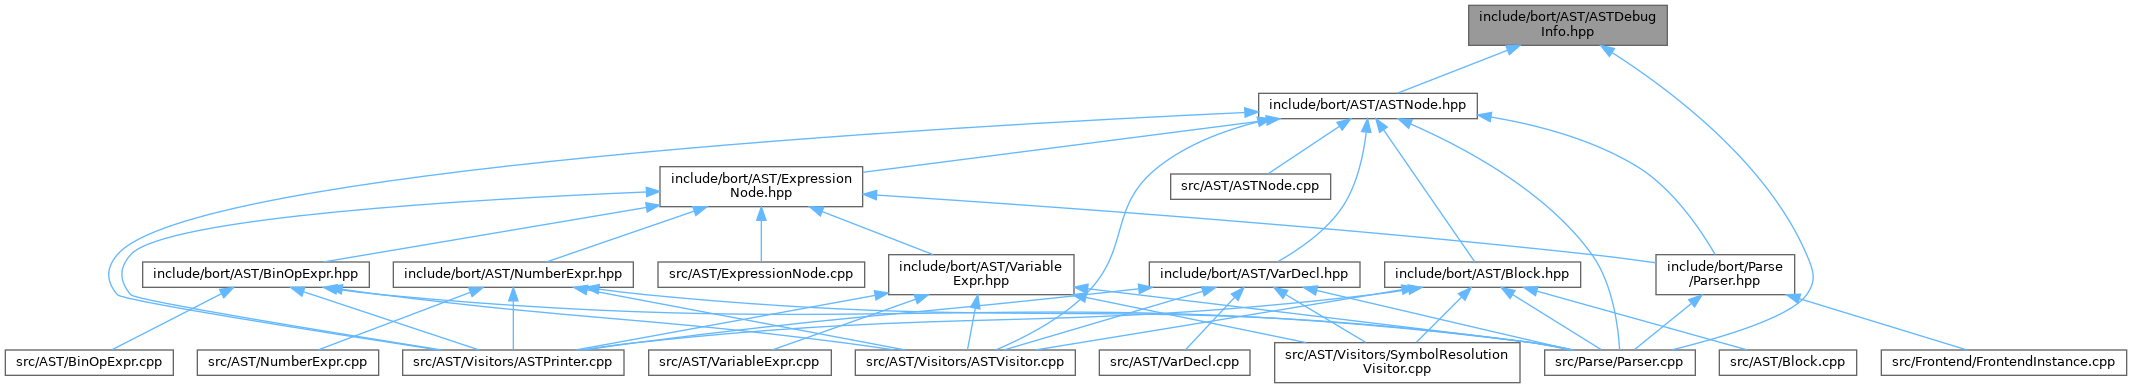 include/bort/AST/ASTDebug
Info.hpp
include/bort/AST/ASTNode.hpp
include/bort/AST/Expression
Node.hpp
src/AST/ASTNode.cpp
include/bort/AST/BinOpExpr.hpp
include/bort/AST/NumberExpr.hpp
src/AST/ExpressionNode.cpp
include/bort/AST/Variable
Expr.hpp
include/bort/AST/VarDecl.hpp
include/bort/AST/Block.hpp
include/bort/Parse
/Parser.hpp
src/AST/BinOpExpr.cpp
src/AST/NumberExpr.cpp
src/AST/Visitors/ASTPrinter.cpp
src/AST/VariableExpr.cpp
src/AST/Visitors/ASTVisitor.cpp
src/AST/VarDecl.cpp
src/AST/Visitors/SymbolResolution
Visitor.cpp
src/Parse/Parser.cpp
src/AST/Block.cpp
src/Frontend/FrontendInstance.cpp